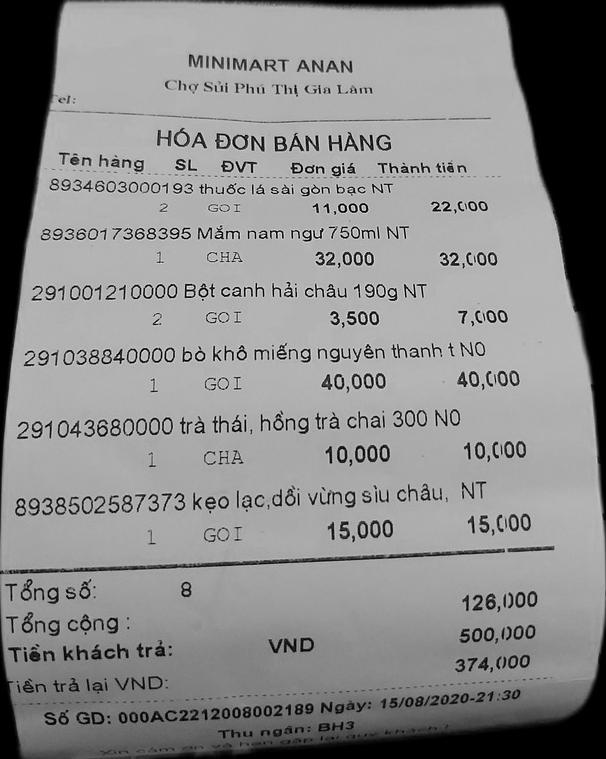 MINIMART ANAN
Chợ Sủi Phú Thị Gia Lâm
Tel:
HÓA ĐƠN BÁN HÀNG
Tên hàng SL ĐVT Đơn giá Thành tiền
8934603000193 thuốc lá sài gòn bạc NT
2 GOI 11,000 22,000
8936017368395 Mắm nam ngư 750ml NT
1 CHA 32,000 32,000
291001210000 Bột canh hải châu 190g NT
2 GOI 3,500 7,000
291038840000 bò khô miếng nguyên thanh t N0
1 GOI 40,000 40,000
291043680000 trà thái, hồng trà chai 300 N0
1 CHA 10,000 10,000
8938502587373 kẹo lạc,dồi vừng sìu châu, NT
1 GOI 15,000 15,000
Tổng số: 8
Tổng cộng : 126,000
Tiền khách trả: VND 500,000
Tiền trả lại VND: 374,000
Số GD: 000AC2212008002189 Ngày: 15/08/2020-21:30
Thu ngân: BH3
Xin cảm ơn và hẹn gặp lại quý khách !